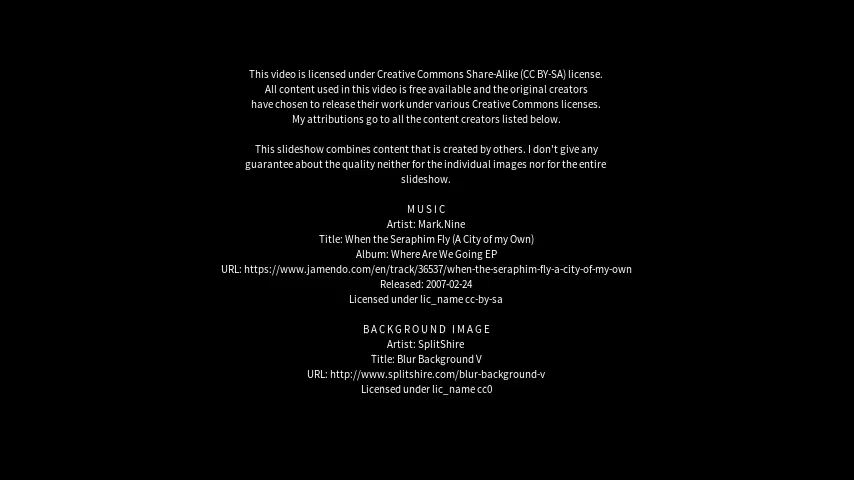 This video is licensed under Creative Commons Share-Alike (CC BY-SA) license.
All content used in this video is free available and the original creators
have chosen to release their work under various Creative Commons licenses.
My attributions go to all the content creators listed below.
This slideshow combines content that is created by others. I don't give any
guarantee about the quality neither for the individual images nor for the entire
slideshow.
MUSIC
Artist: Mark.Nine
Title: When the Seraphim Fly (A City of my Own)
Album: Where Are We Going EP
URL: https://www.jamendo.com/en/track/36537/when-the-seraphim-fly-a-city-of-my-own
Released: 2007-02-24
Licensed under lic_name cc-by-sa
BACKGROUND IMAGE
Artist: SplitShire
Title: Blur Background V
URL: http://www.splitshire.com/blur-background-v
Licensed under lic_name cc0